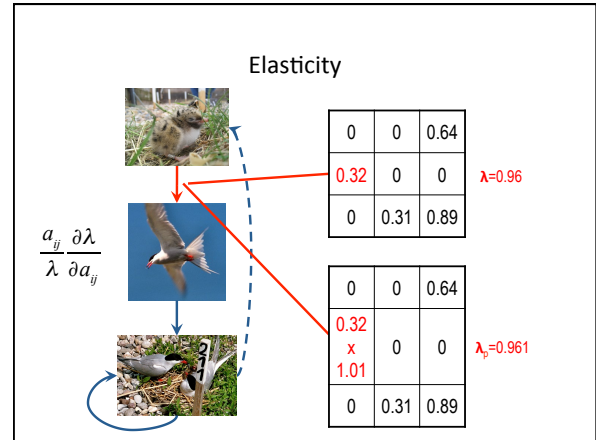 Elasticity
0 0 0.64
0.32 0 0
0 0.31 0.89
λ=0.96
a_ij/λ ∂λ/∂a_ij
0 0 0.64
0.32
x
1.01
0 0
0 0.31 0.89
λ_p=0.961
211